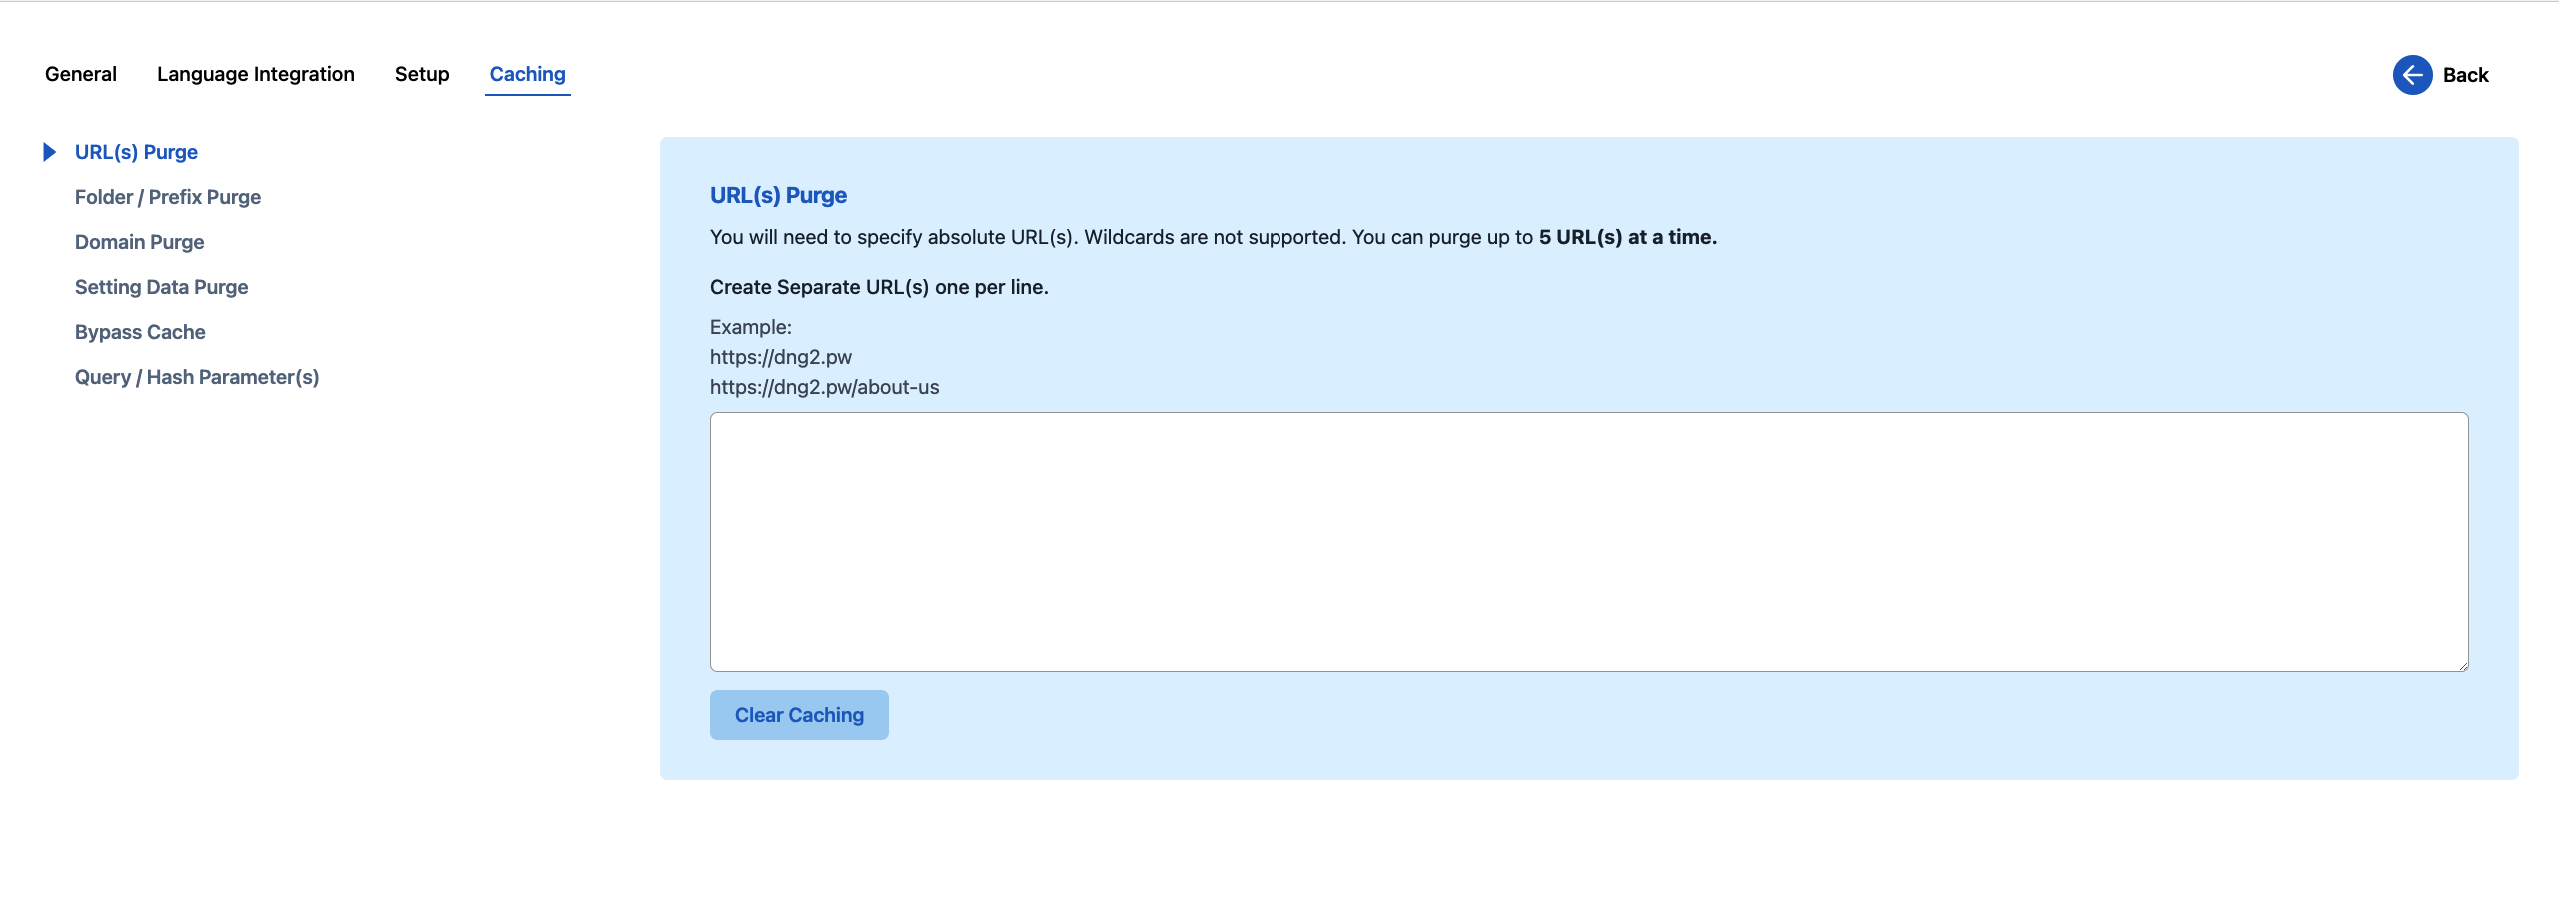 General
Language Integration
Setup
Caching
Back
URL(s) Purge
Folder / Prefix Purge
Domain Purge
Setting Data Purge
Bypass Cache
Query / Hash Parameter(s)
URL(s) Purge
You will need to specify absolute URL(s). Wildcards are not supported. You can purge up to 5 URL(s) at a time.
Create Separate URL(s) one per line.
Example:
https://dng2.pw
https://dng2.pw/about-us
Clear Caching